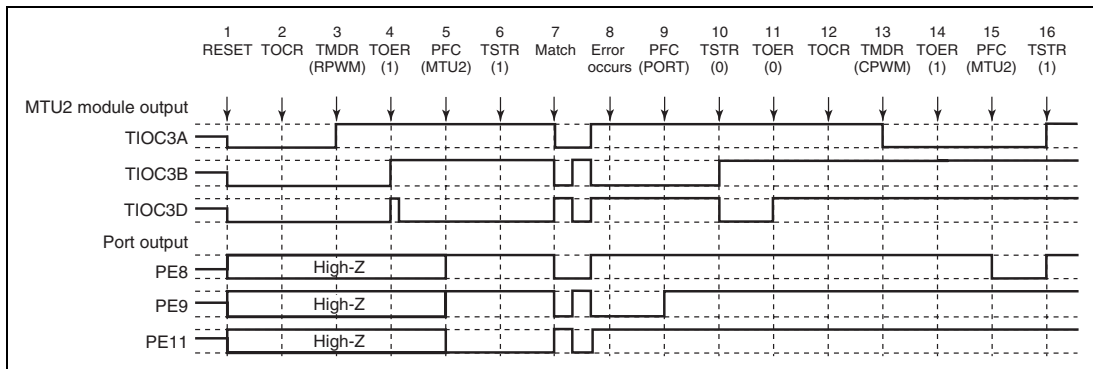 1 2 3 4 5 6 7 8 9 10 11 12 13 14 15 16
RESET TOCR TMDR TOER PFC TSTR Match Error PFC TSTR TOER TOCR TMDR TOER PFC TSTR
(RPWM) (1) (MTU2) (1) occurs (PORT) (0) (0) (CPWM) (1) (MTU2) (1)
MTU2 module output
TIOC3A
TIOC3B
TIOC3D
Port output
PE8 High-Z
PE9 High-Z
PE11 High-Z